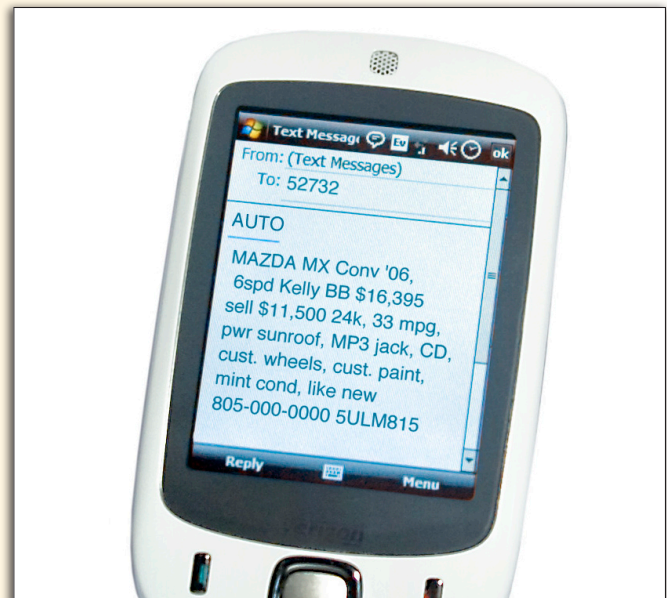 Text Messag Ev ok
From: (Text Messages)
To: 52732
AUTO
MAZDA MX Conv '06,
6spd Kelly BB $16,395
sell $11,500 24k, 33 mpg,
pwr sunroof, MP3 jack, CD,
cust. wheels, cust. paint,
mint cond, like new
805-000-0000 5ULM815
Reply Menu
verizon